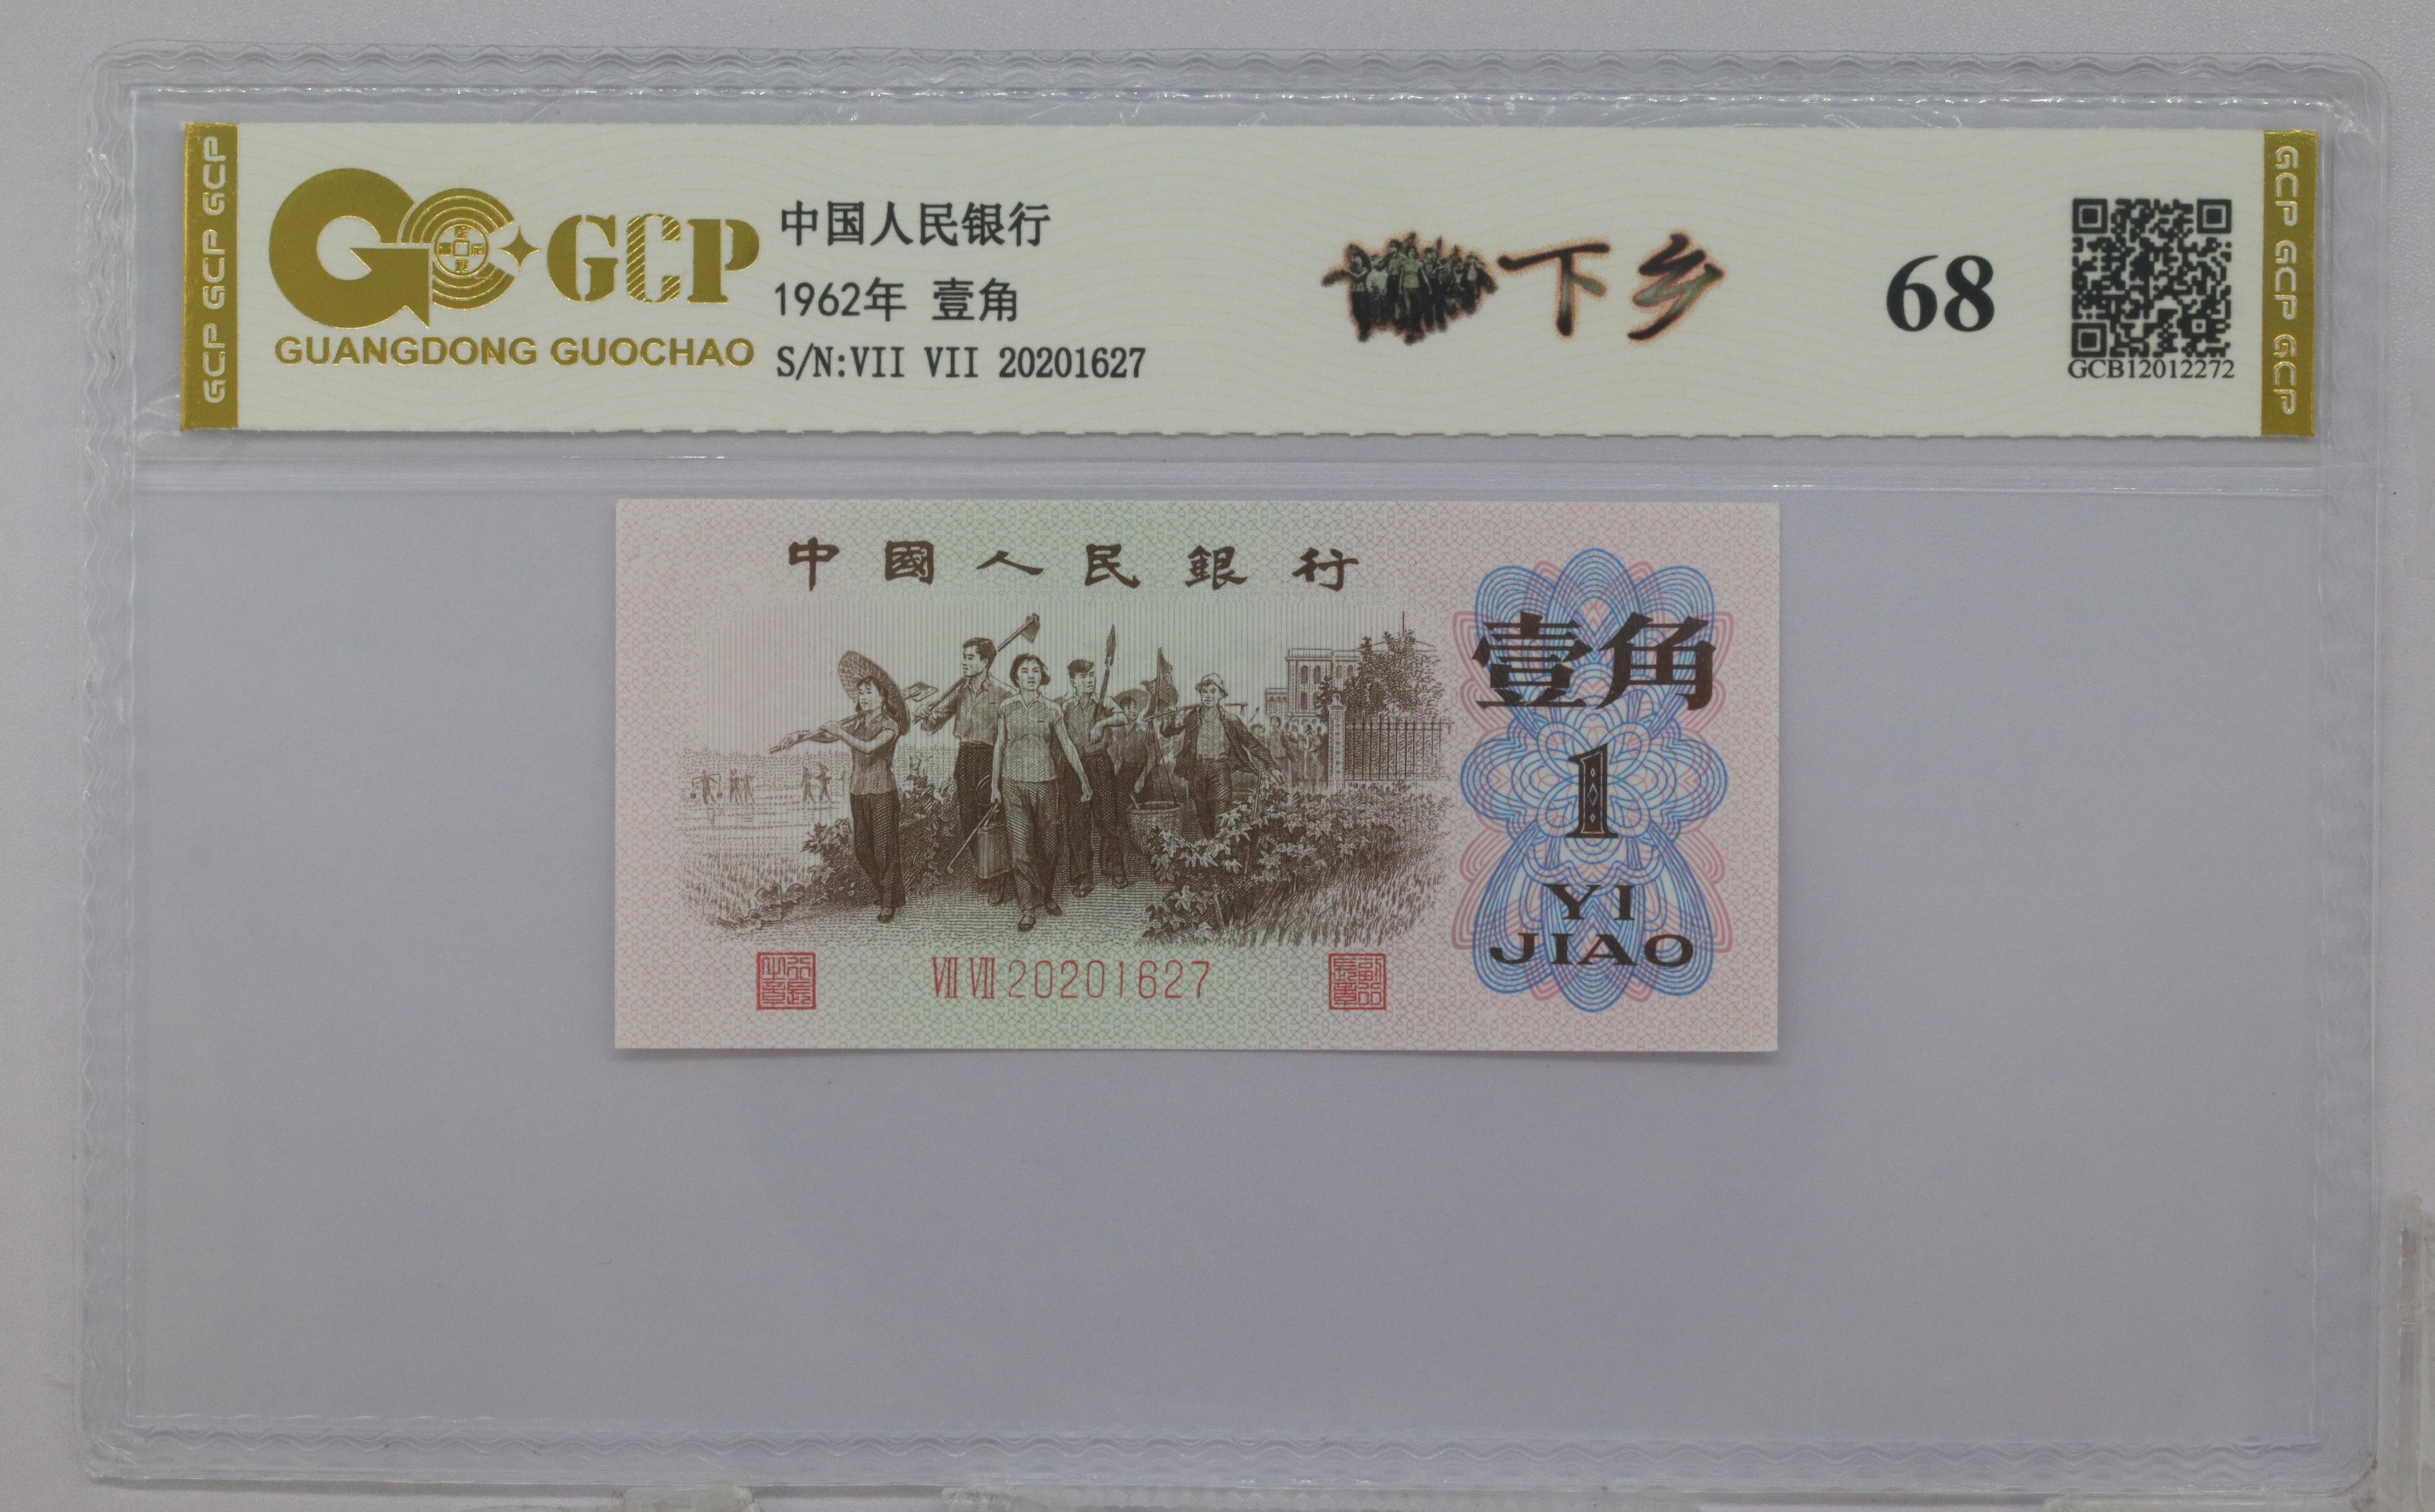 GCP GCP GCP
GCP
GUANGDONG GUOCHAO
中国人民银行
1962年 壹角
S/N:VII VII 20201627
下乡
68
GCB12012272
GCP GCP GCP
中國人民銀行
壹角
1
YI
JIAO
VII VII 20201627